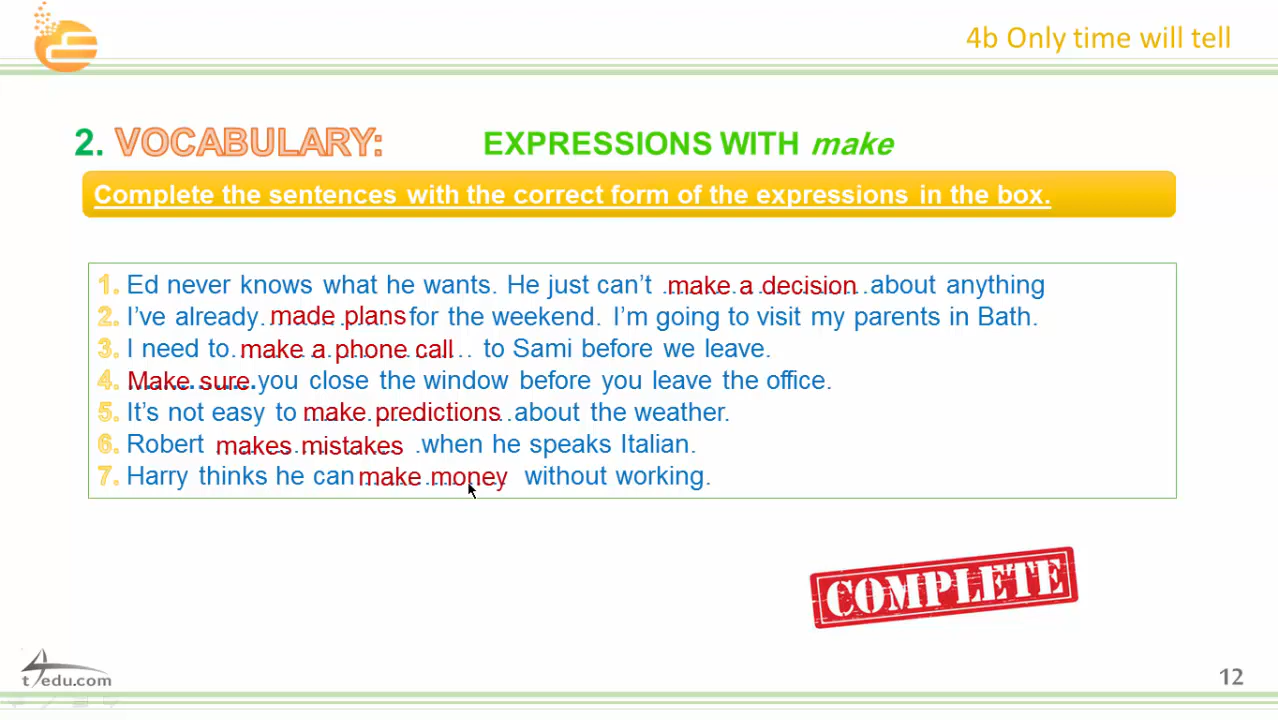 4b Only time will tell
2. VOCABULARY: EXPRESSIONS WITH make
Complete the sentences with the correct form of the expressions in the box.
1. Ed never knows what he wants. He just can’t make a decision about anything
2. I’ve already made plans for the weekend. I’m going to visit my parents in Bath.
3. I need to make a phone call to Sami before we leave.
4. Make sure you close the window before you leave the office.
5. It’s not easy to make predictions about the weather.
6. Robert makes mistakes when he speaks Italian.
7. Harry thinks he can make money without working.
COMPLETE
t4edu.com
12